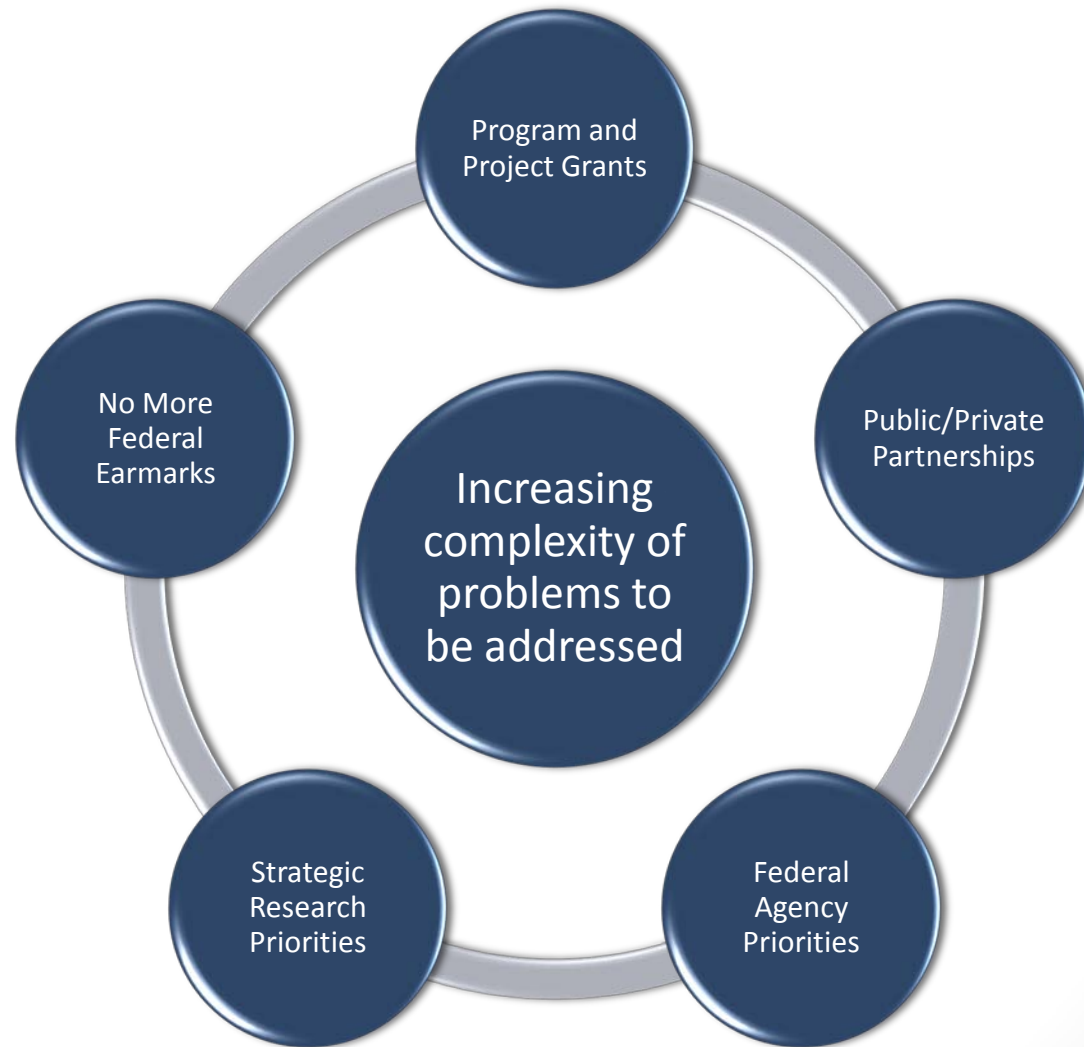 Program and
Project Grants
Public/Private
Partnerships
Federal
Agency
Priorities
Strategic
Research
Priorities
No More
Federal
Earmarks
Increasing
complexity of
problems to
be addressed